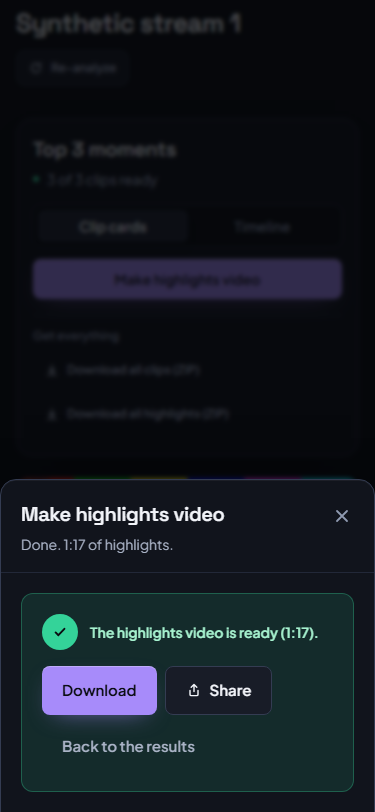 Synthetic stream 1
Re-analyse
Top 3 moments
3 of 3 clips ready
Clip cards
Timeline
Make highlights video
Get everything
Download all clips (ZIP)
Download all highlights (ZIP)
Make highlights video
Done. 1:17 of highlights.
The highlights video is ready (1:17).
Download
Share
Back to the results